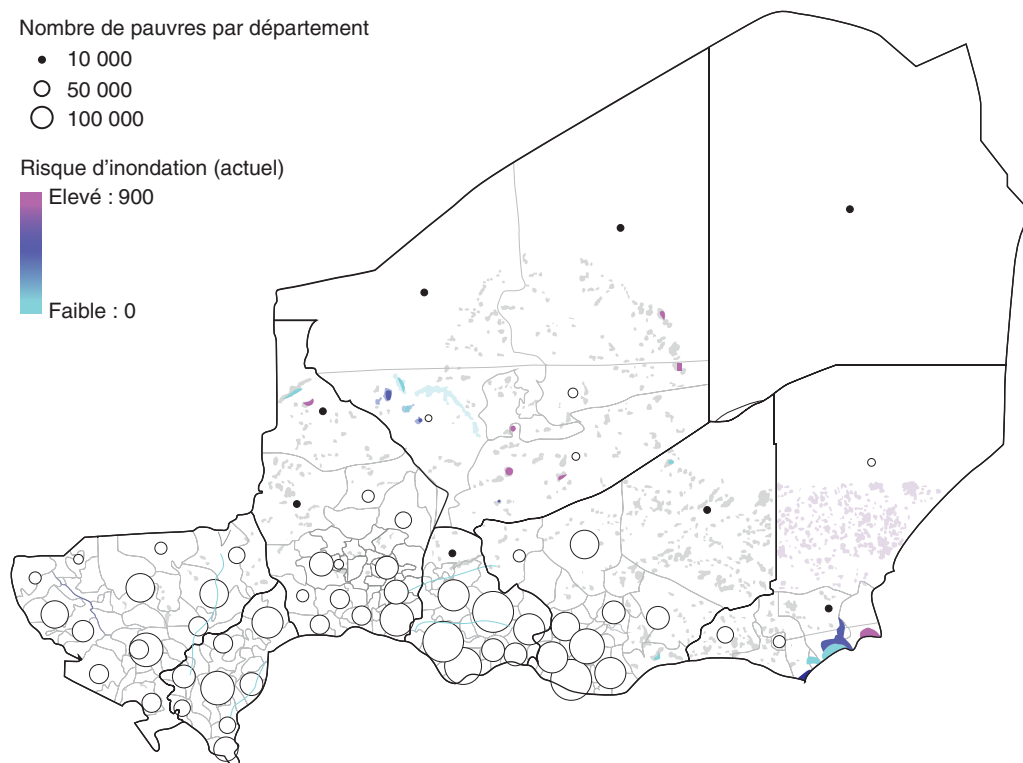 Nombre de pauvres par département
10 000
50 000
100 000
Risque d'inondation (actuel)
Elevé : 900
Faible : 0